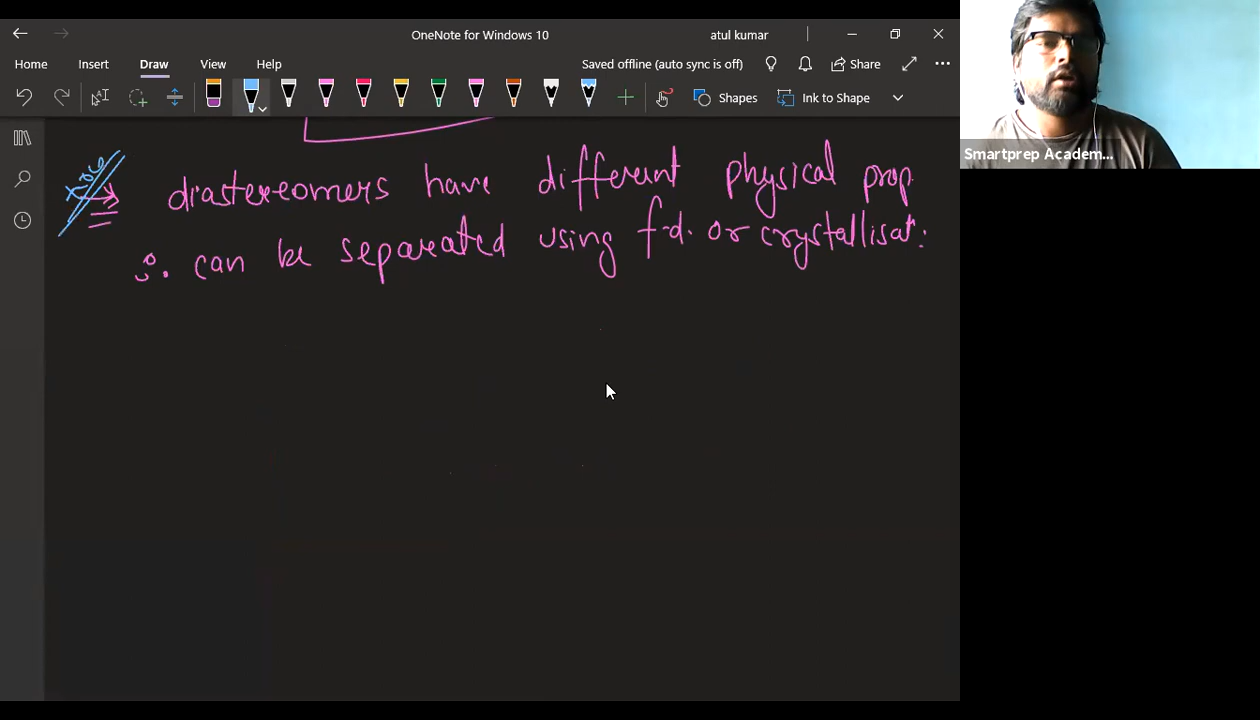 OneNote for Windows 10
atul kumar
Home Insert Draw View Help
Saved offline (auto sync is off)
Share
Shapes
Ink to Shape
Smartprep Academ...
diastereomers have different physical prop.
∴ can be separated using f.d. or crystallisat: